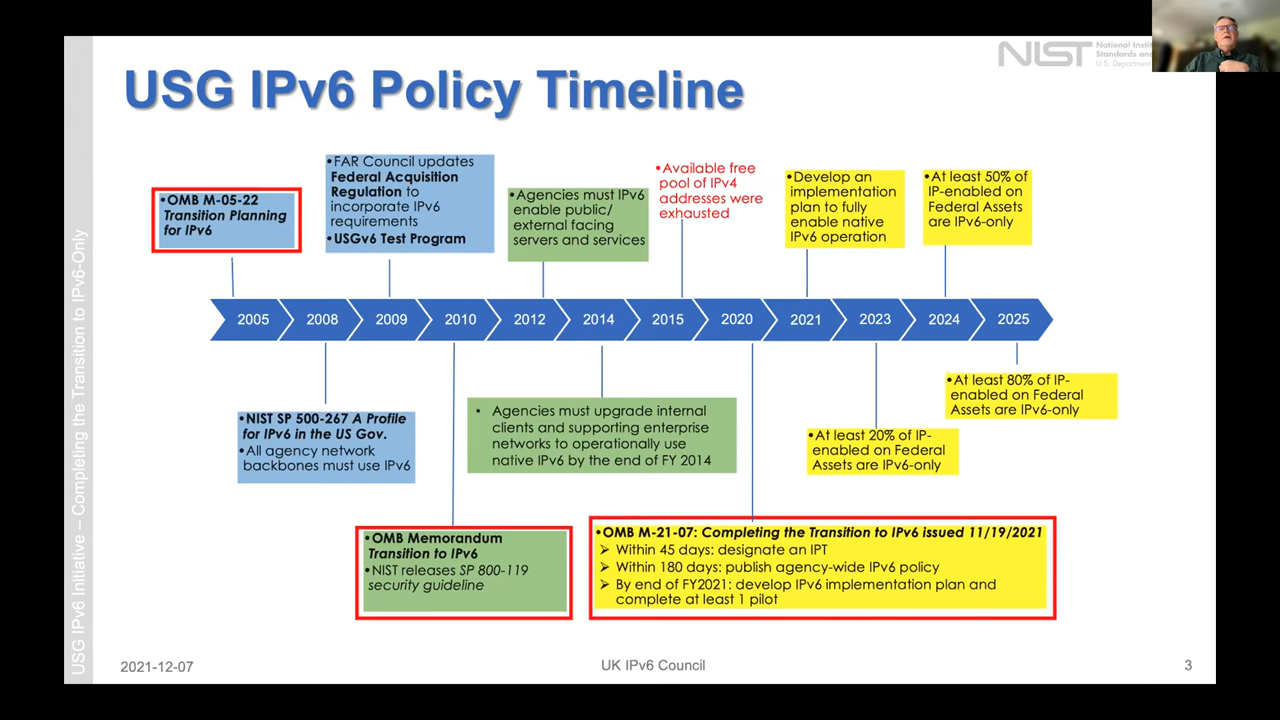 NIST
National Instit
Standards and
U.S. Department
USG IPv6 Policy Timeline
USG IPv6 Initiative – Completing the Transition to IPv6-Only
•OMB M-05-22
Transition Planning
for IPv6
•FAR Council updates
Federal Acquisition
Regulation to
incorporate IPv6
requirements
•USGv6 Test Program
•Agencies must IPv6
enable public/
external facing
servers and services
•Available free
pool of IPv4
addresses were
exhausted
•Develop an
implementation
plan to fully
enable native
IPv6 operation
•At least 50% of
IP-enabled on
Federal Assets
are IPv6-only
2005 2008 2009 2010 2012 2014 2015 2020 2021 2023 2024 2025
•NIST SP 500-267 A Profile
for IPv6 in the US Gov.
•All agency network
backbones must use IPv6
• Agencies must upgrade internal
clients and supporting enterprise
networks to operationally use
native IPv6 by the end of FY 2014
•At least 20% of IP-
enabled on Federal
Assets are IPv6-only
•At least 80% of IP-
enabled on Federal
Assets are IPv6-only
•OMB Memorandum
Transition to IPv6
•NIST releases SP 800-119
security guideline
•OMB M-21-07: Completing the Transition to IPv6 issued 11/19/2021
➢ Within 45 days: designate an IPT
➢ Within 180 days: publish agency-wide IPv6 policy
➢ By end of FY2021: develop IPv6 implementation plan and
complete at least 1 pilot
2021-12-07
UK IPv6 Council
3